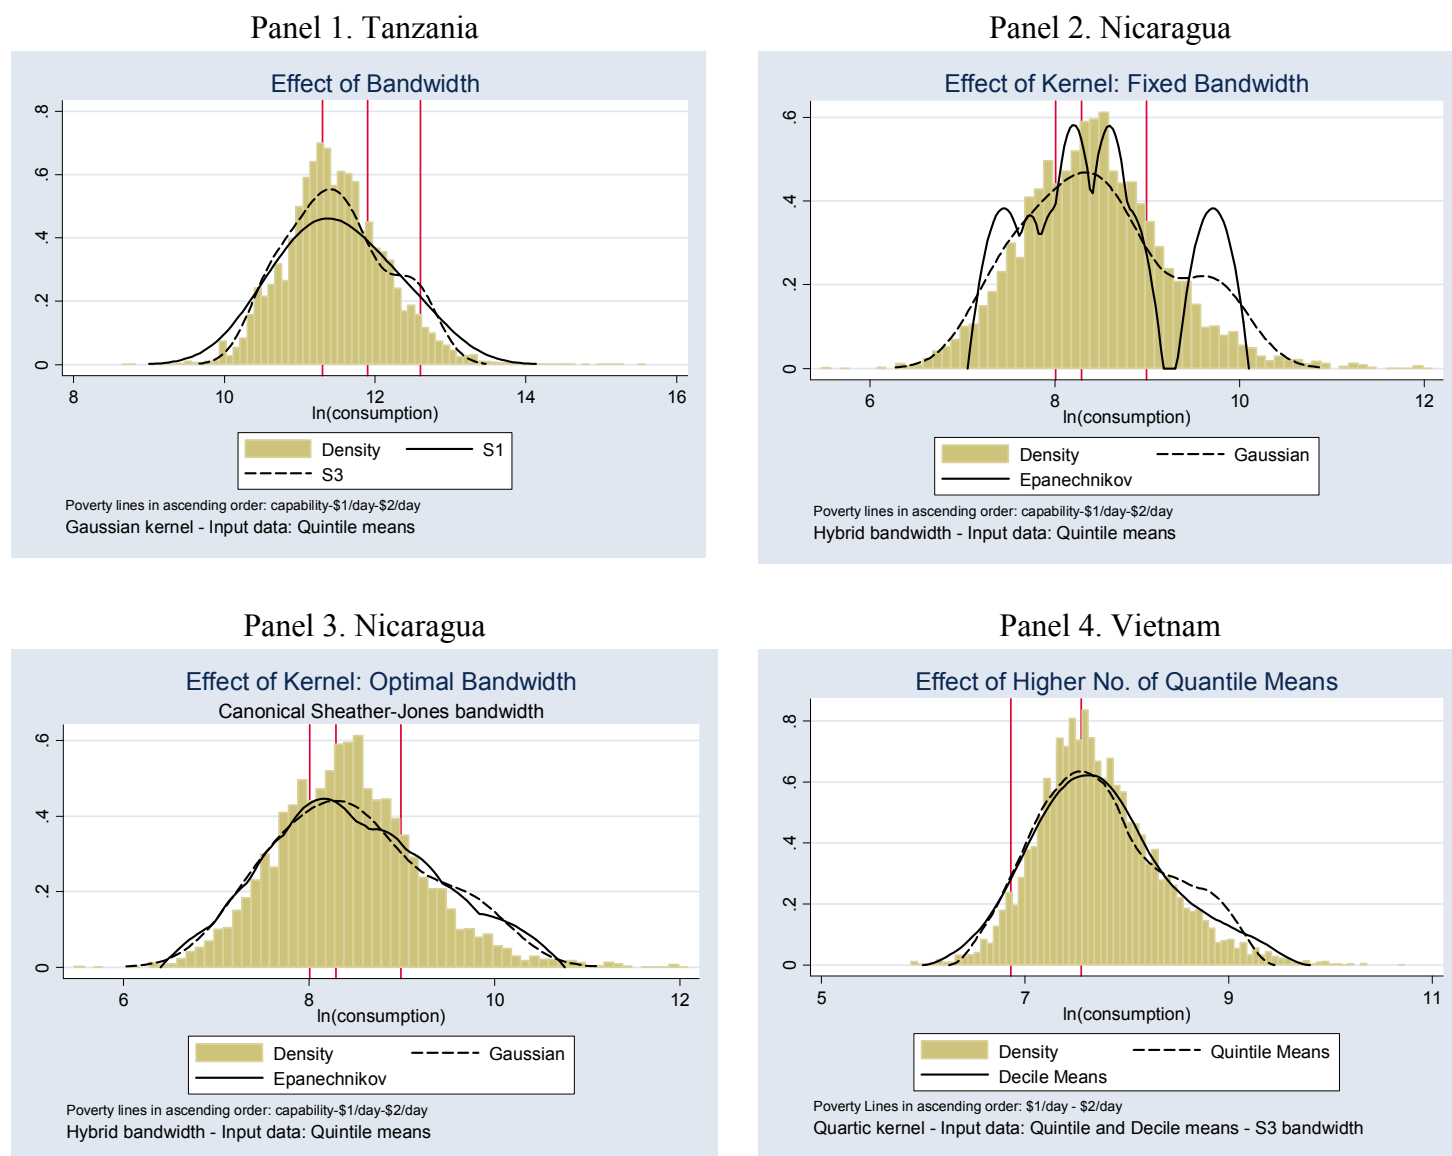 Panel 1. Tanzania
Effect of Bandwidth
.8
.6
.4
.2
0
8 10 12 14 16
ln(consumption)
Density S1
S3
Poverty lines in ascending order: capability-$1/day-$2/day
Gaussian kernel - Input data: Quintile means
Panel 2. Nicaragua
Effect of Kernel: Fixed Bandwidth
.6
.4
.2
0
6 8 10 12
ln(consumption)
Density Gaussian
Epanechnikov
Poverty lines in ascending order: capability-$1/day-$2/day
Hybrid bandwidth - Input data: Quintile means
Panel 3. Nicaragua
Effect of Kernel: Optimal Bandwidth
Canonical Sheather-Jones bandwidth
.6
.4
.2
0
6 8 10 12
ln(consumption)
Density Gaussian
Epanechnikov
Poverty lines in ascending order: capability-$1/day-$2/day
Hybrid bandwidth - Input data: Quintile means
Panel 4. Vietnam
Effect of Higher No. of Quantile Means
.8
.6
.4
.2
0
5 7 9 11
ln(consumption)
Density Quintile Means
Decile Means
Poverty Lines in ascending order: $1/day - $2/day
Quartic kernel - Input data: Quintile and Decile means - S3 bandwidth